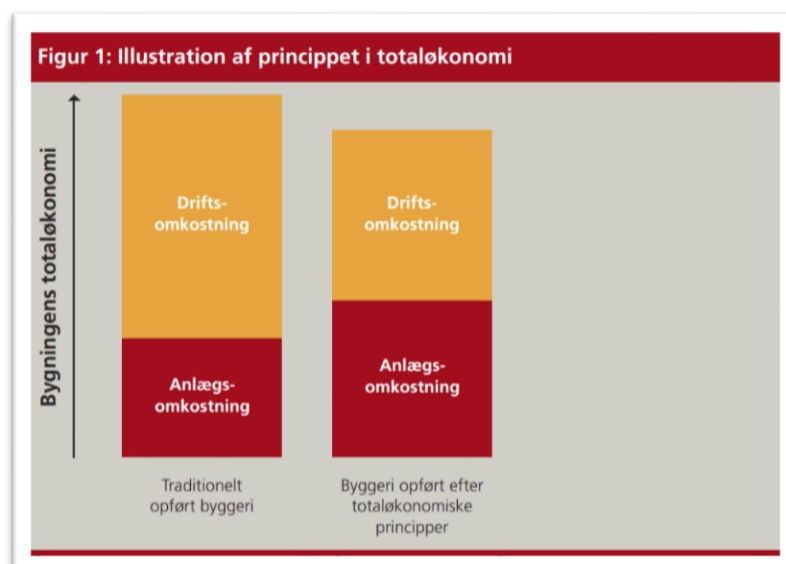 Figur 1: Illustration af princippet i totaløkonomi
Bygningens totaløkonomi
Drifts-
omkostning
Anlægs-
omkostning
Drifts-
omkostning
Anlægs-
omkostning
Traditionelt
opført byggeri
Byggeri opført efter
totaløkonomiske
principper